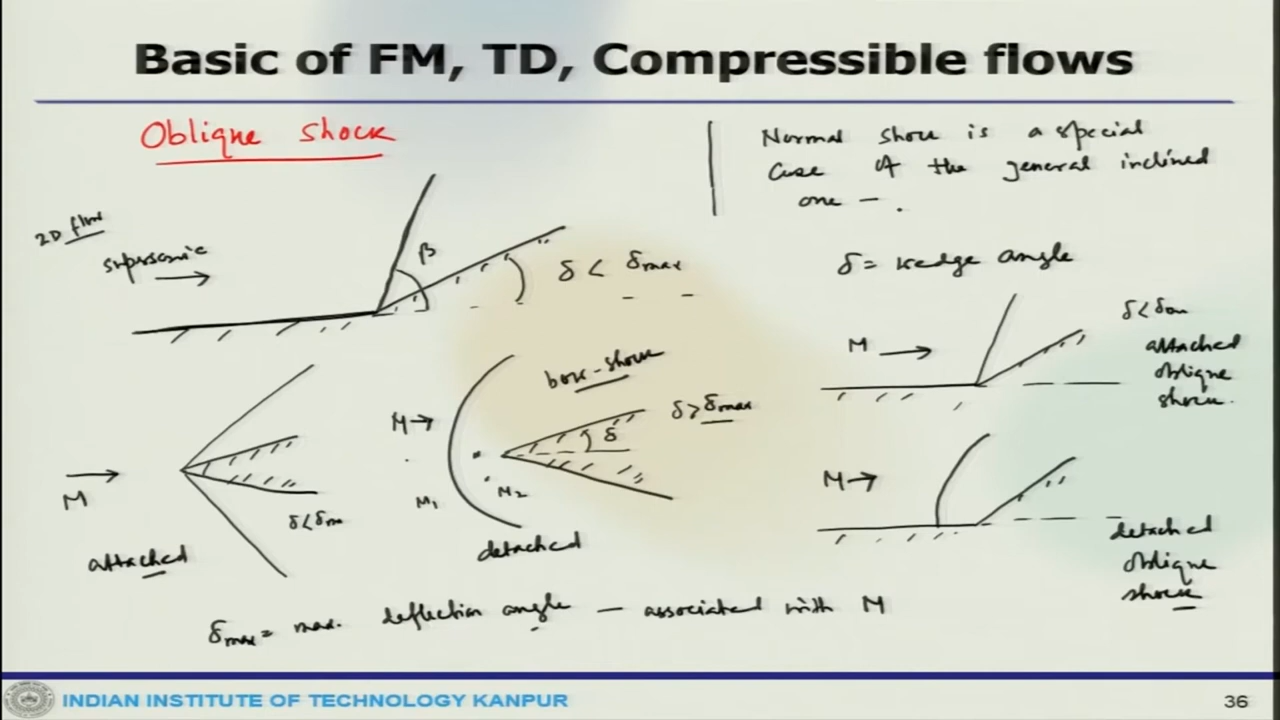 Basic of FM, TD, Compressible flows
Oblique shock
Normal shock is a special
case of the general inclined
one - .
2D flow
supersonic
β
δ < δmax
δ = wedge angle
M
δ < δm
attached
oblique
shock.
bow-shock
M
δ > δmax
δ
M
M1
M2
δ < δm
attached
detached
M
detached
oblique
shock
δmax = max. deflection angle — associated with M
INDIAN INSTITUTE OF TECHNOLOGY KANPUR
36